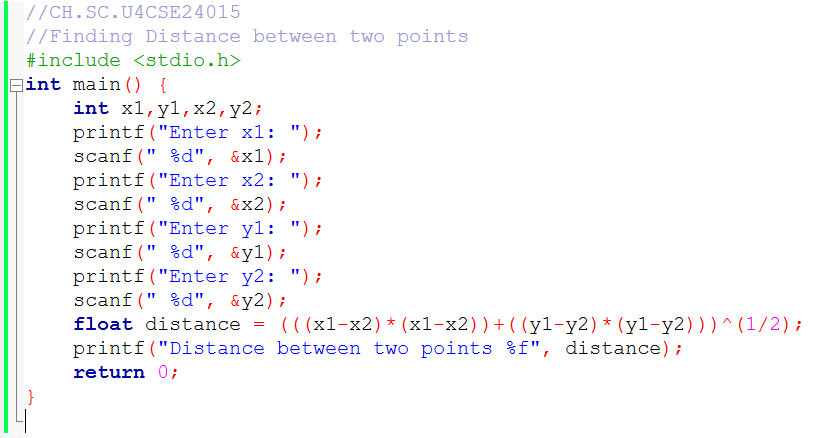 //CH.SC.U4CSE24015
//Finding Distance between two points
#include <stdio.h>
int main() {
    int x1,y1,x2,y2;
    printf("Enter x1: ");
    scanf(" %d", &x1);
    printf("Enter x2: ");
    scanf(" %d", &x2);
    printf("Enter y1: ");
    scanf(" %d", &y1);
    printf("Enter y2: ");
    scanf(" %d", &y2);
    float distance = (((x1-x2)*(x1-x2))+((y1-y2)*(y1-y2)))^(1/2);
    printf("Distance between two points %f", distance);
    return 0;
}